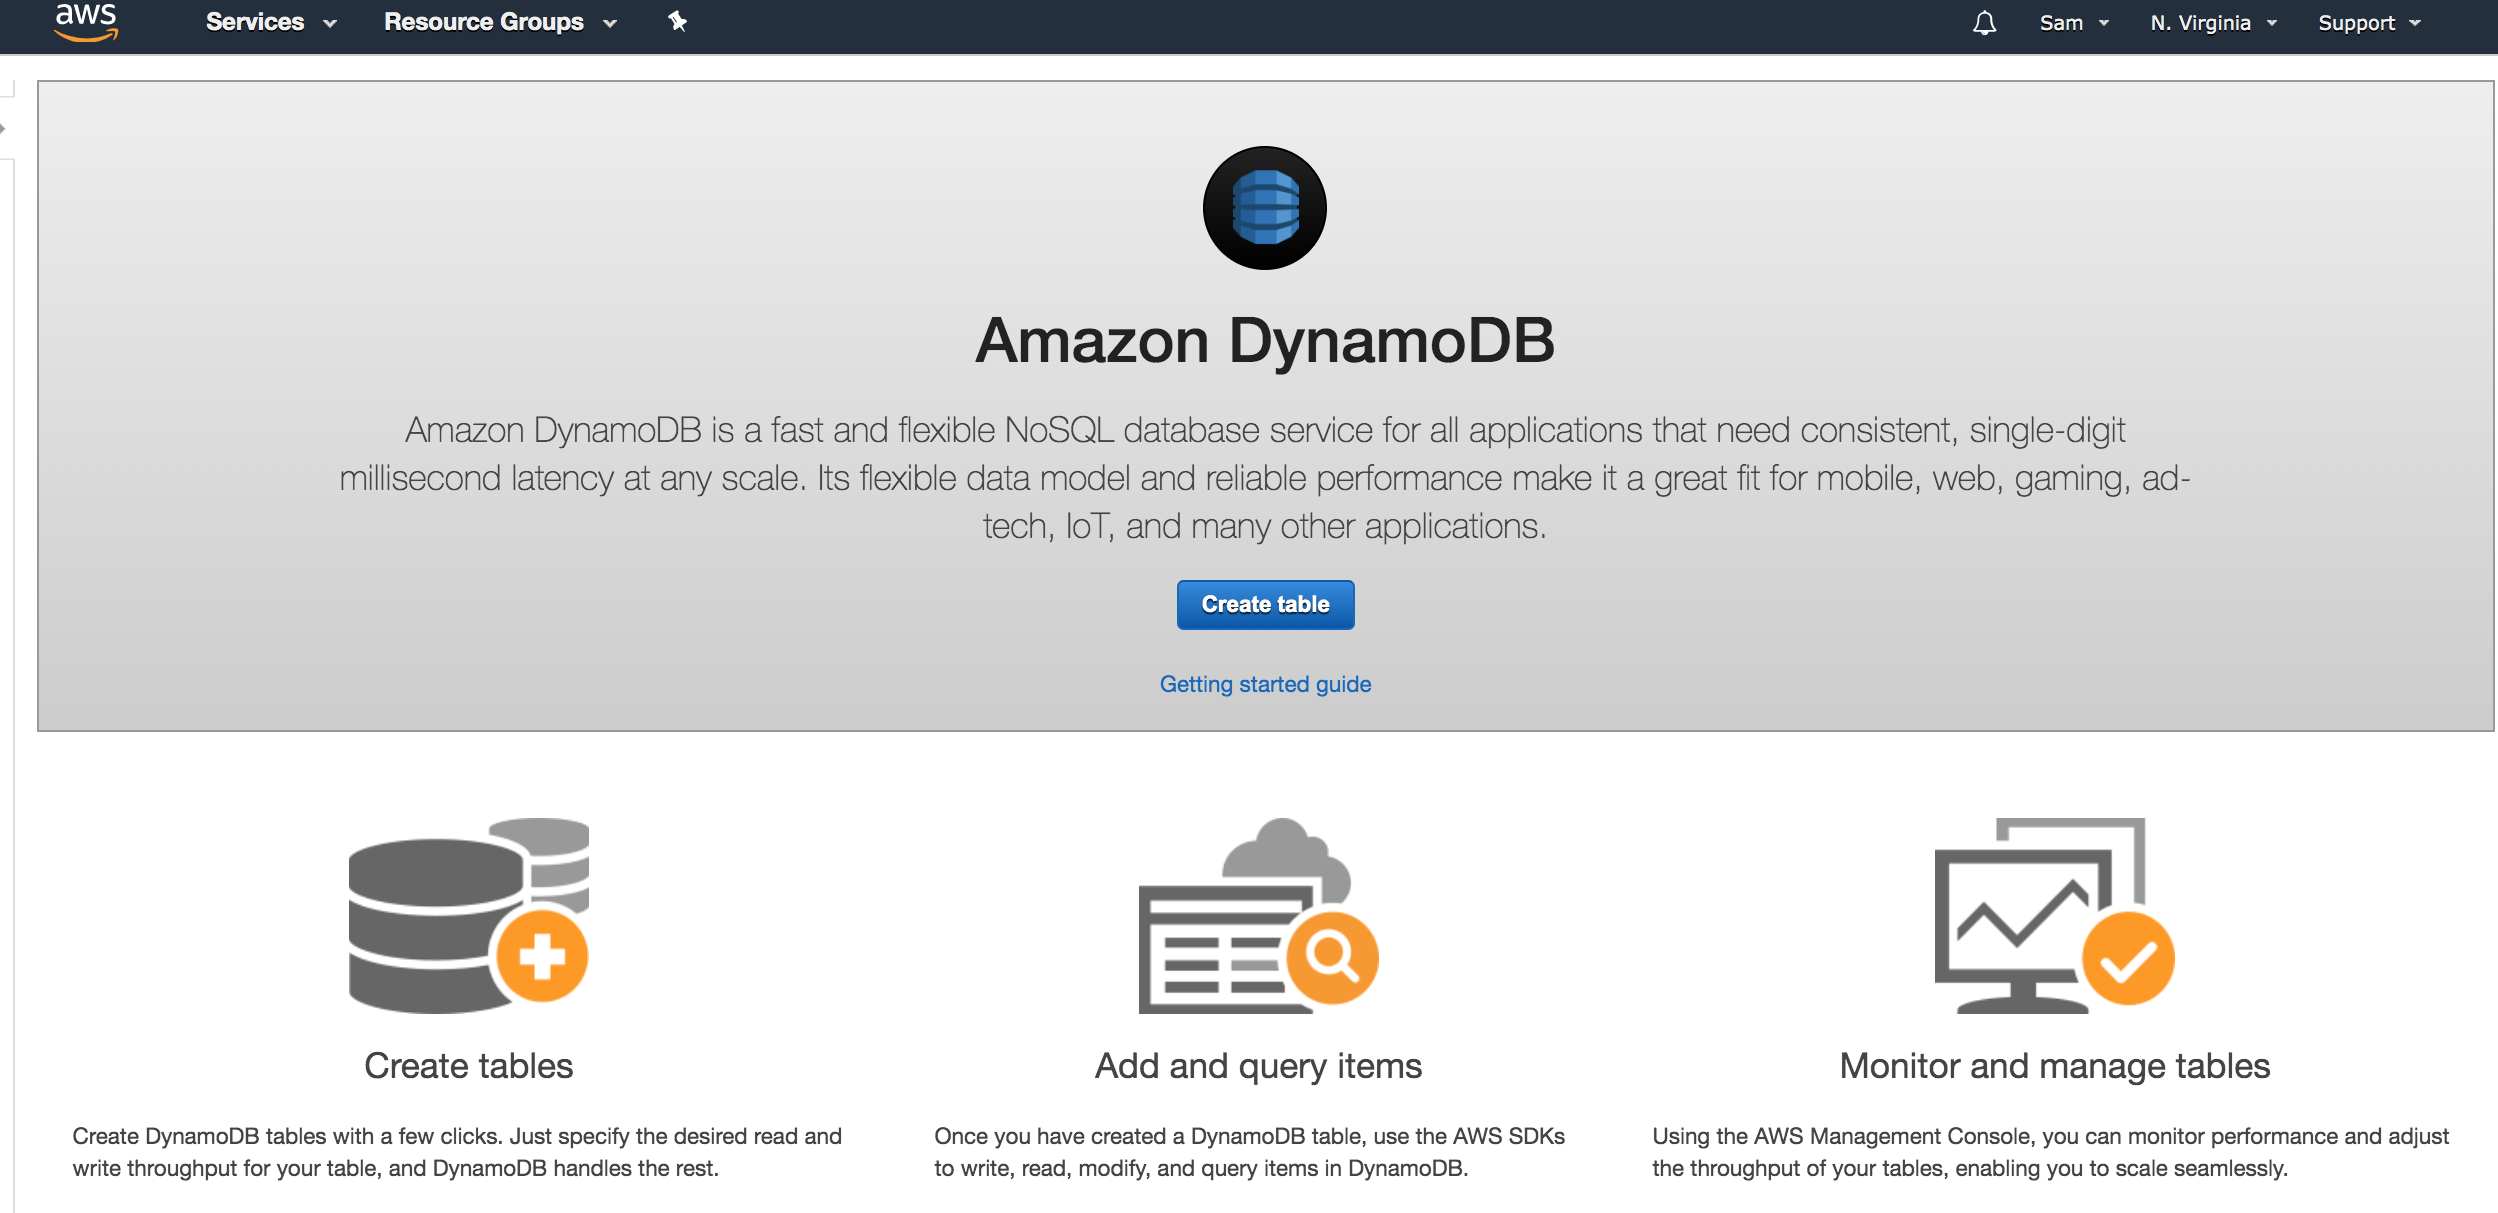 aws
Services
Resource Groups
Sam
N. Virginia
Support
Amazon DynamoDB
Amazon DynamoDB is a fast and flexible NoSQL database service for all applications that need consistent, single-digit
millisecond latency at any scale. Its flexible data model and reliable performance make it a great fit for mobile, web, gaming, ad-
tech, IoT, and many other applications.
Create table
Getting started guide
Create tables
Create DynamoDB tables with a few clicks. Just specify the desired read and
write throughput for your table, and DynamoDB handles the rest.
Add and query items
Once you have created a DynamoDB table, use the AWS SDKs
to write, read, modify, and query items in DynamoDB.
Monitor and manage tables
Using the AWS Management Console, you can monitor performance and adjust
the throughput of your tables, enabling you to scale seamlessly.